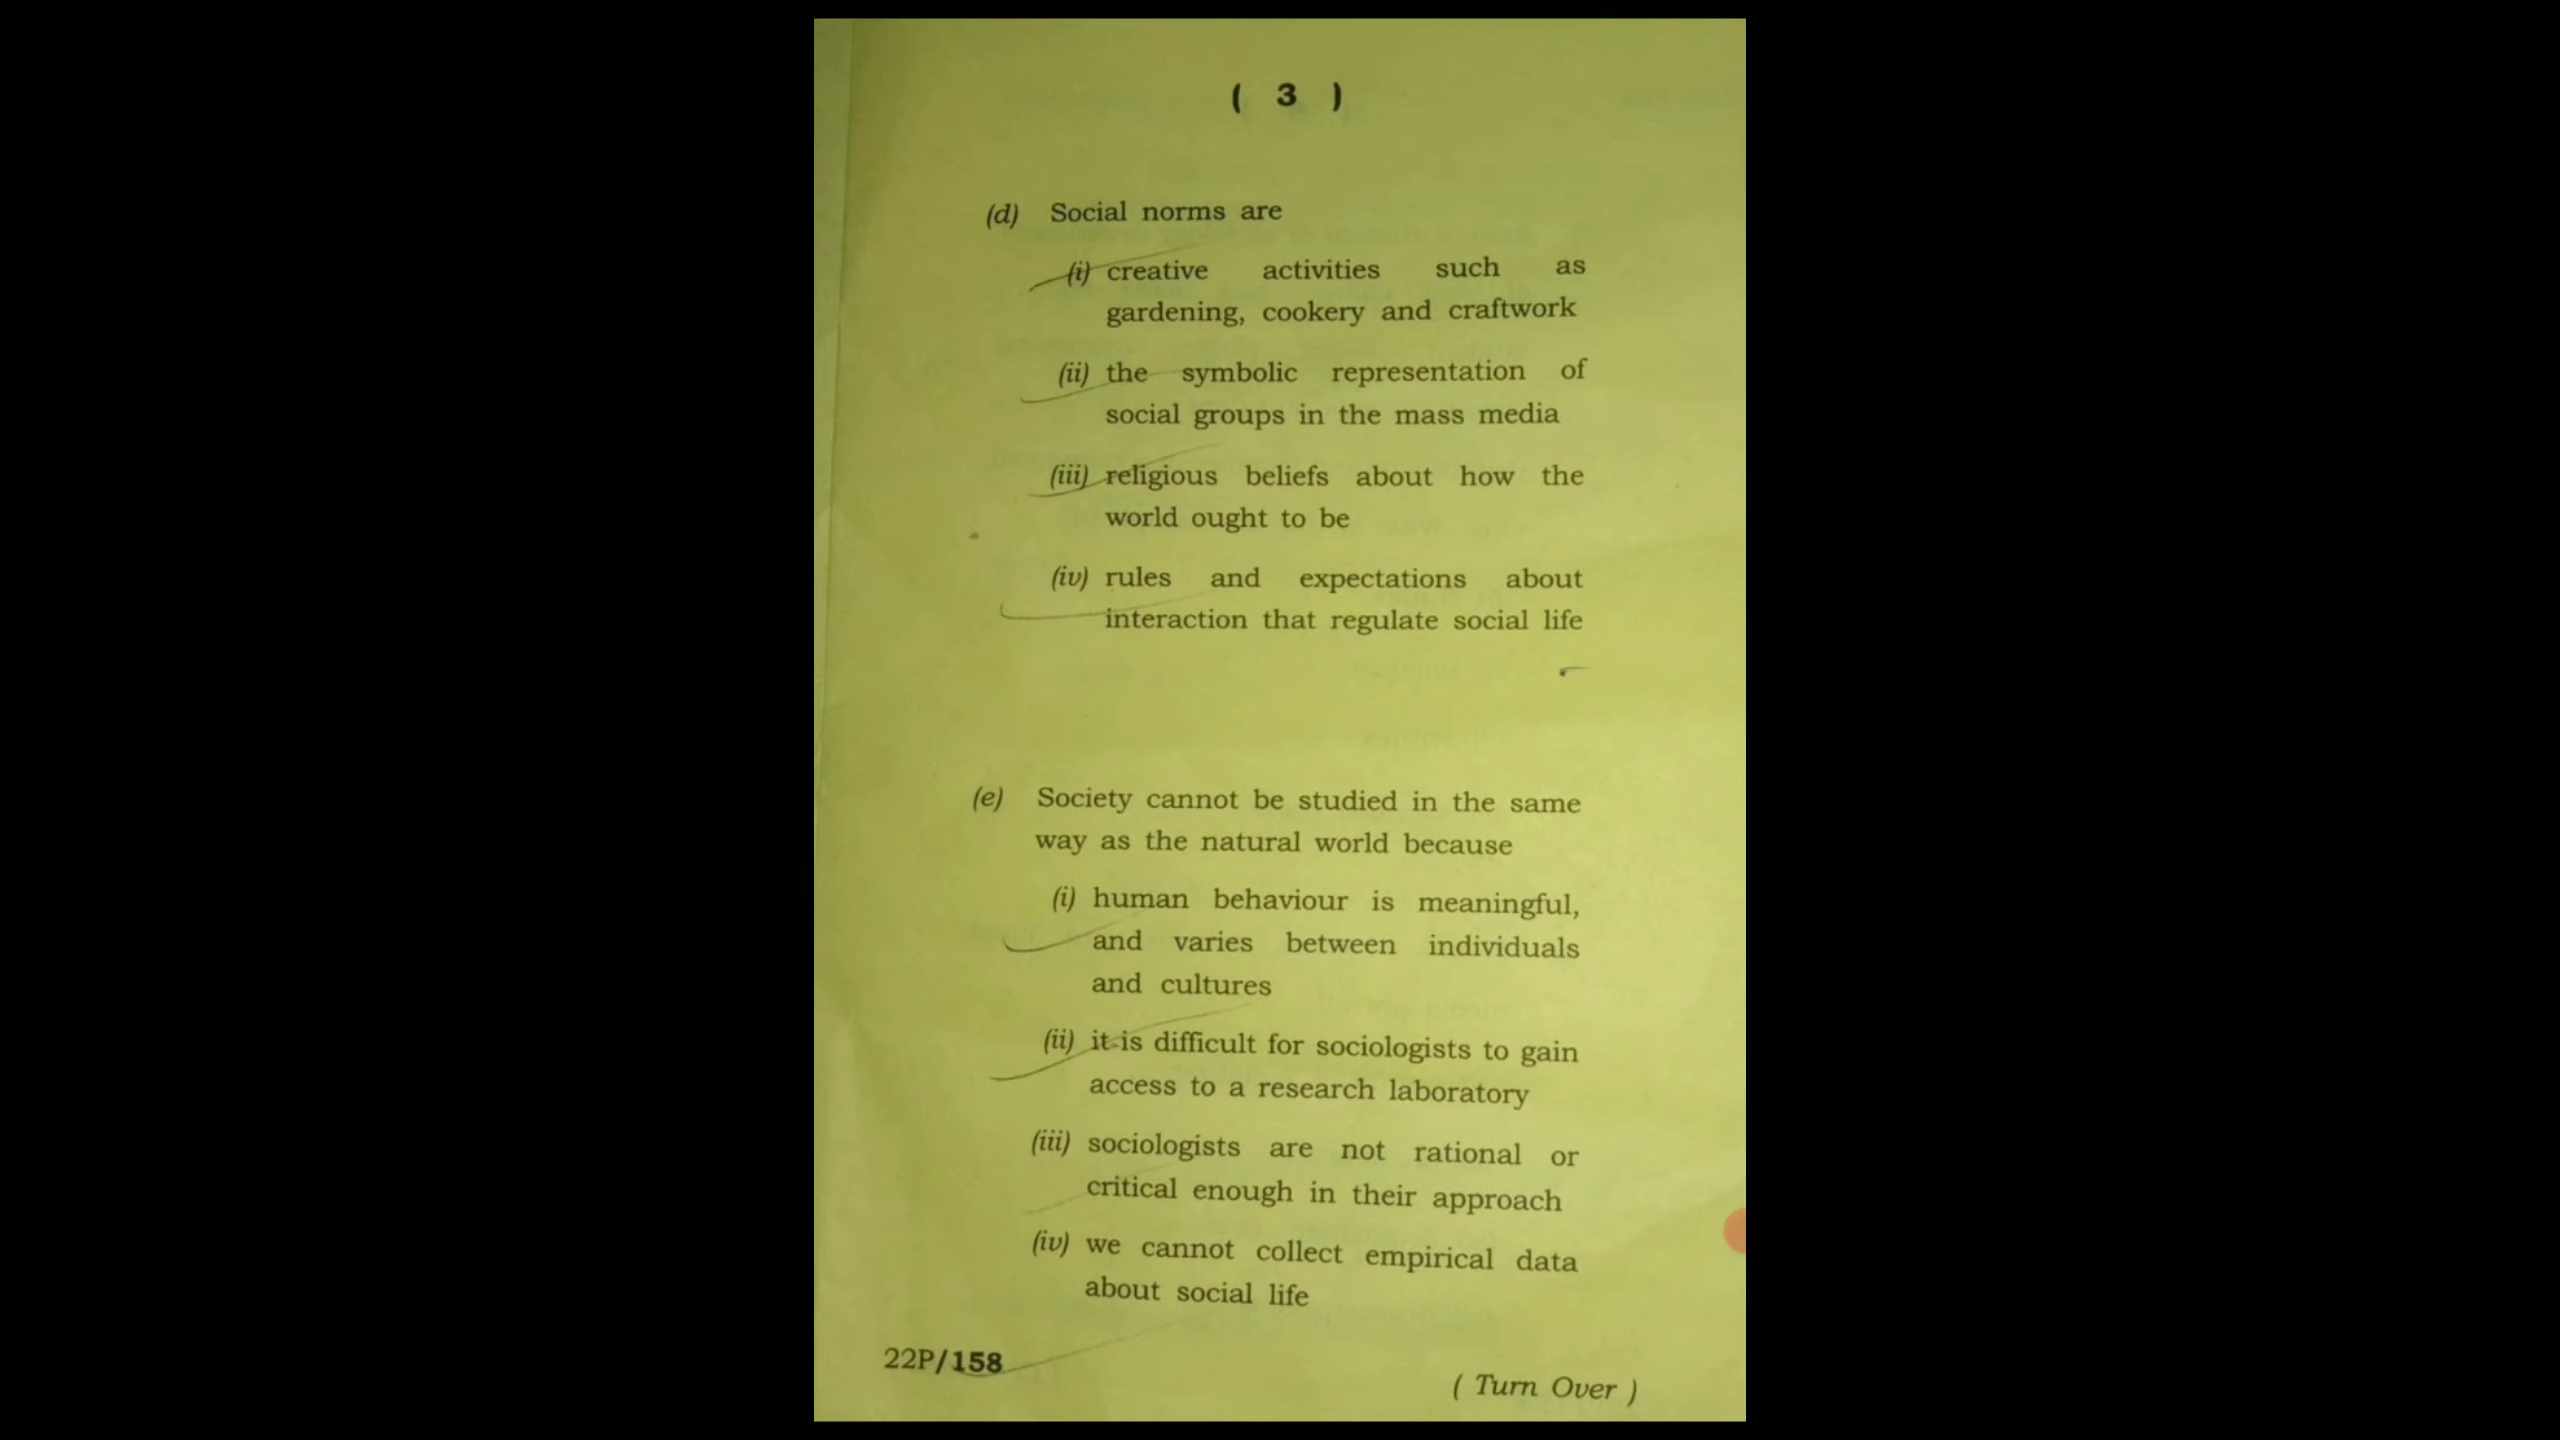 ( 3 )
(d) Social norms are
(i) creative activities such as
gardening, cookery and craftwork
(ii) the symbolic representation of
social groups in the mass media
(iii) religious beliefs about how the
world ought to be
(iv) rules and expectations about
interaction that regulate social life
(e) Society cannot be studied in the same
way as the natural world because
(i) human behaviour is meaningful,
and varies between individuals
and cultures
(ii) it is difficult for sociologists to gain
access to a research laboratory
(iii) sociologists are not rational or
critical enough in their approach
(iv) we cannot collect empirical data
about social life
22P/158
( Turn Over )